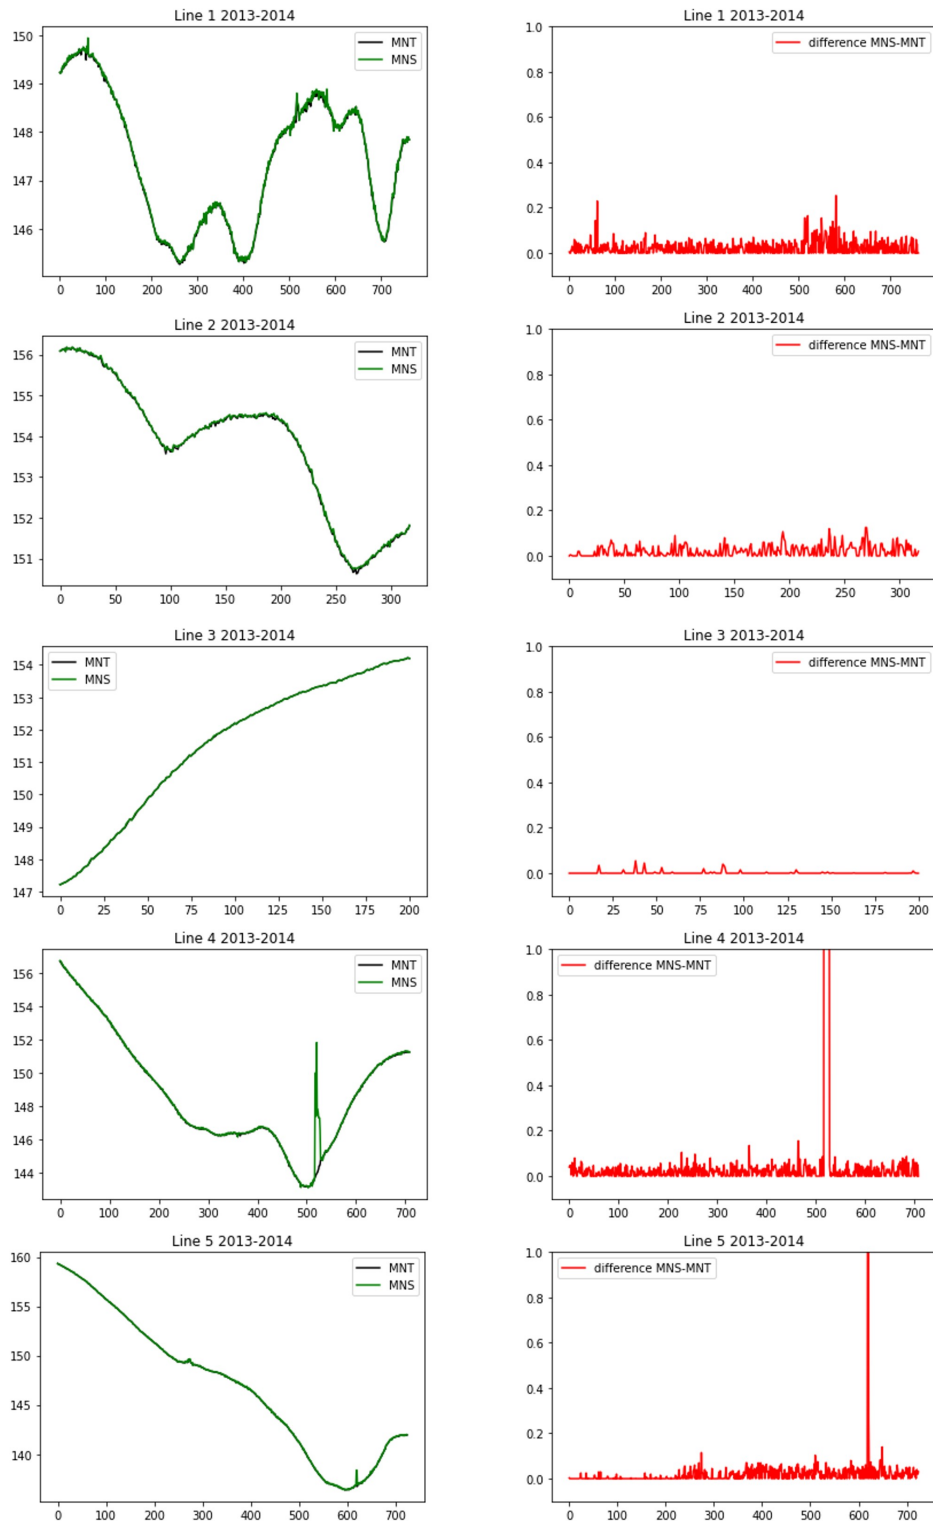 Line 1 2013-2014
150
149
148
147
146
0 100 200 300 400 500 600 700
MNT
MNS
Line 1 2013-2014
1.0
0.8
0.6
0.4
0.2
0.0
0 100 200 300 400 500 600 700
difference MNS-MNT
Line 2 2013-2014
156
155
154
153
152
151
0 50 100 150 200 250 300
MNT
MNS
Line 2 2013-2014
1.0
0.8
0.6
0.4
0.2
0.0
0 50 100 150 200 250 300
difference MNS-MNT
Line 3 2013-2014
154
153
152
151
150
149
148
147
0 25 50 75 100 125 150 175 200
MNT
MNS
Line 3 2013-2014
1.0
0.8
0.6
0.4
0.2
0.0
0 25 50 75 100 125 150 175 200
difference MNS-MNT
Line 4 2013-2014
156
154
152
150
148
146
144
0 100 200 300 400 500 600 700
MNT
MNS
Line 4 2013-2014
1.0
0.8
0.6
0.4
0.2
0.0
0 100 200 300 400 500 600 700
difference MNS-MNT
Line 5 2013-2014
160
155
150
145
140
0 100 200 300 400 500 600 700
MNT
MNS
Line 5 2013-2014
1.0
0.8
0.6
0.4
0.2
0.0
0 100 200 300 400 500 600 700
difference MNS-MNT